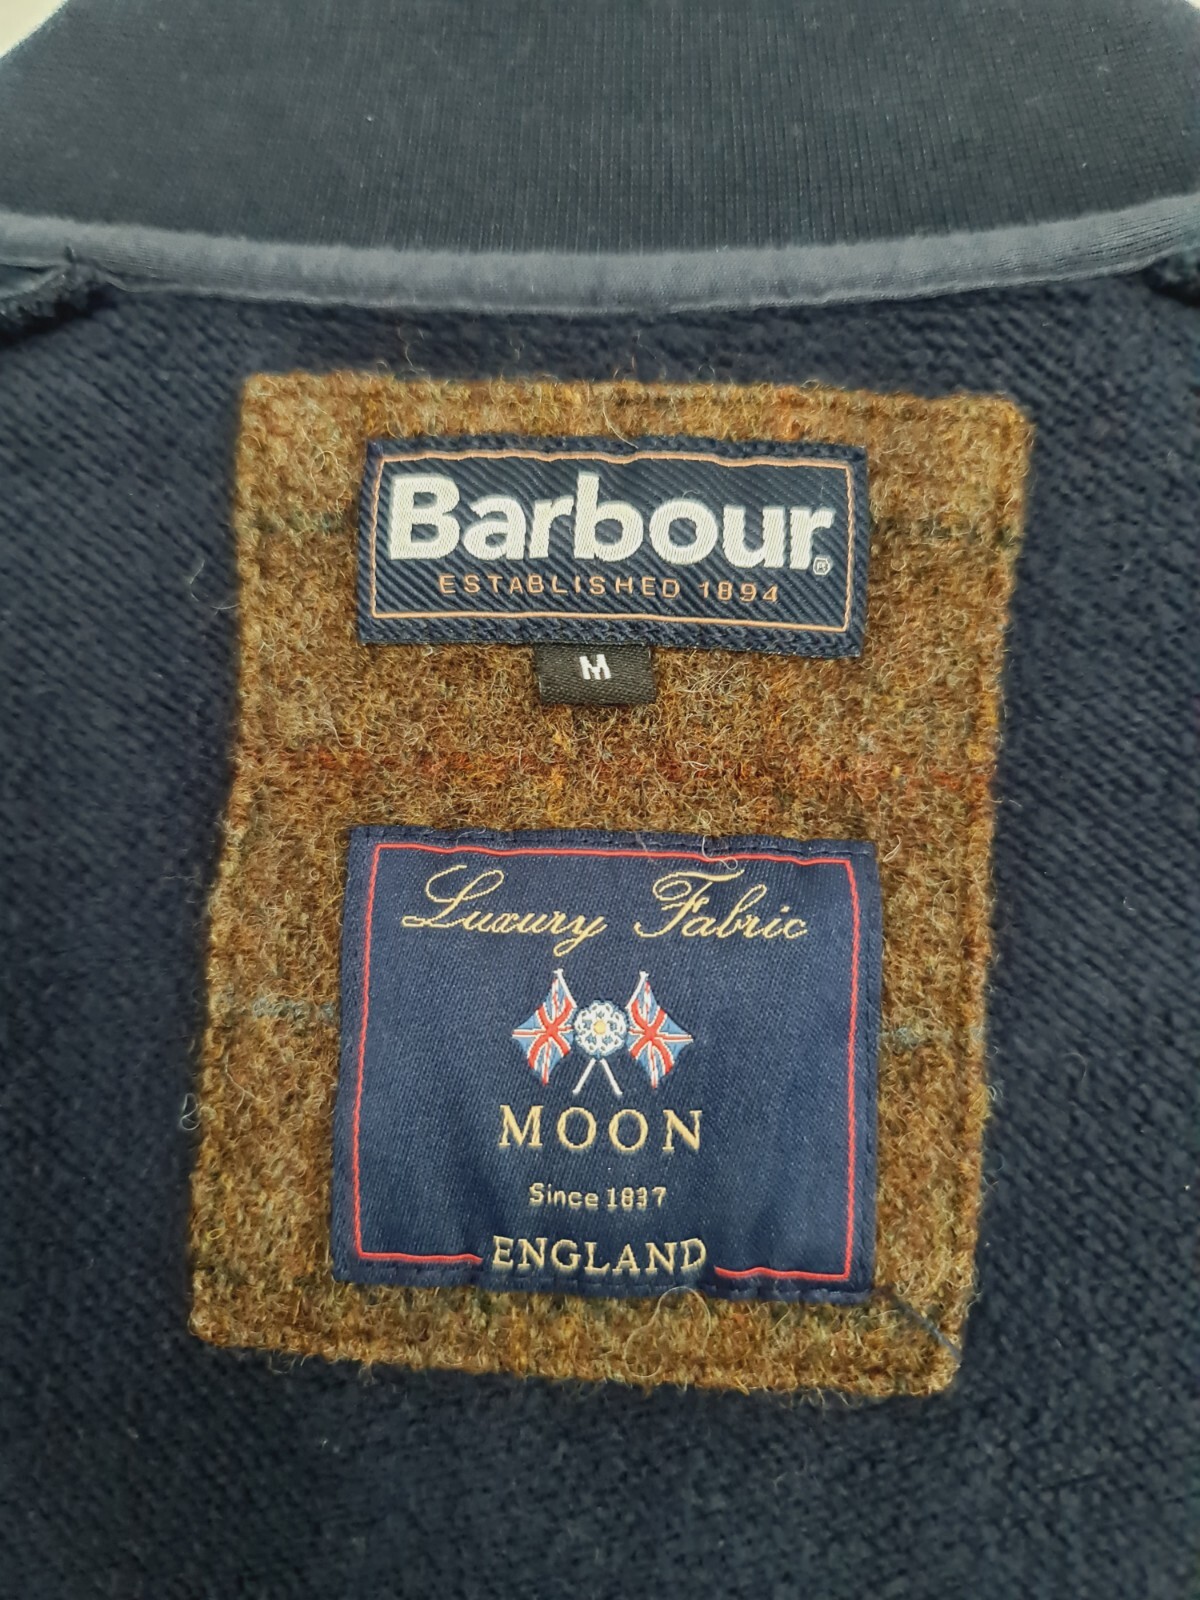 Barbour®
ESTABLISHED 1894
M
Luxury Fabric
MOON
Since 1837
ENGLAND